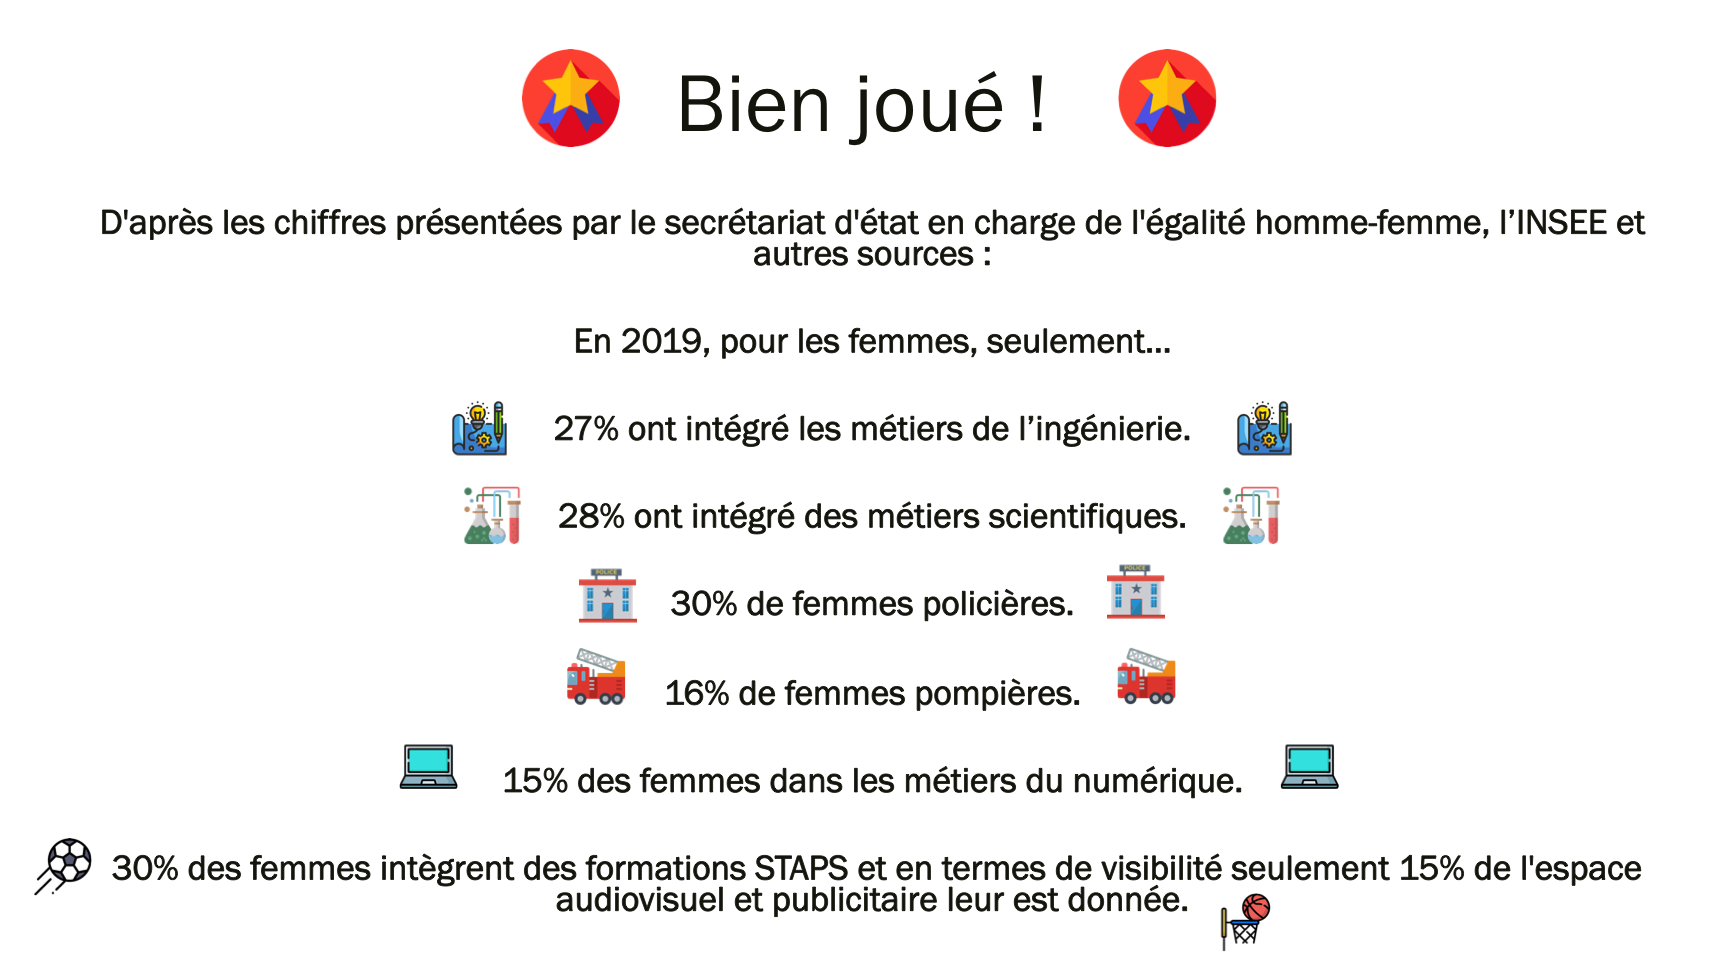 Bien joué !
D'après les chiffres présentées par le secrétariat d'état en charge de l'égalité homme-femme, l’INSEE et
autres sources :
En 2019, pour les femmes, seulement...
27% ont intégré les métiers de l’ingénierie.
28% ont intégré des métiers scientifiques.
POLICE POLICE
30% de femmes policières.
16% de femmes pompières.
15% des femmes dans les métiers du numérique.
30% des femmes intègrent des formations STAPS et en termes de visibilité seulement 15% de l'espace
audiovisuel et publicitaire leur est donnée.